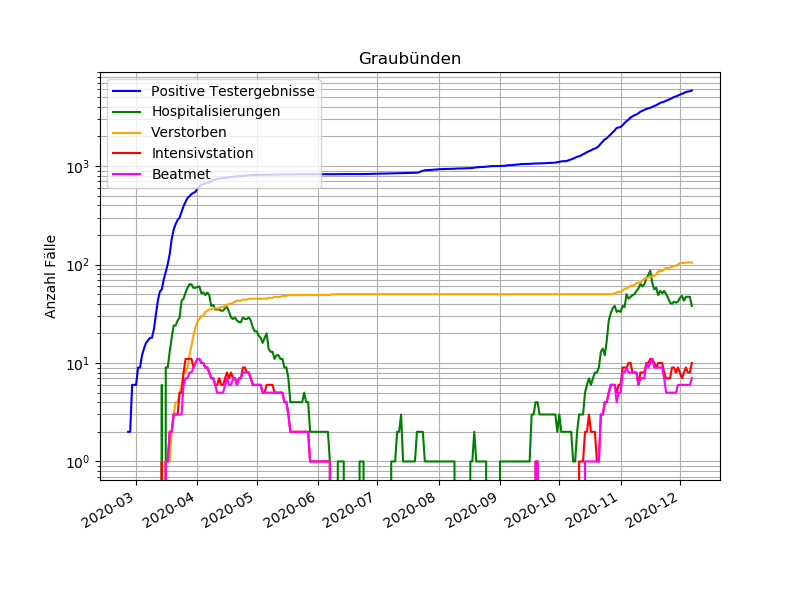 Graubünden
Positive Testergebnisse
Hospitalisierungen
Verstorben
Intensivstation
Beatmet
Anzahl Fälle
10³
10²
10¹
10⁰
2020-03 2020-04 2020-05 2020-06 2020-07 2020-08 2020-09 2020-10 2020-11 2020-12